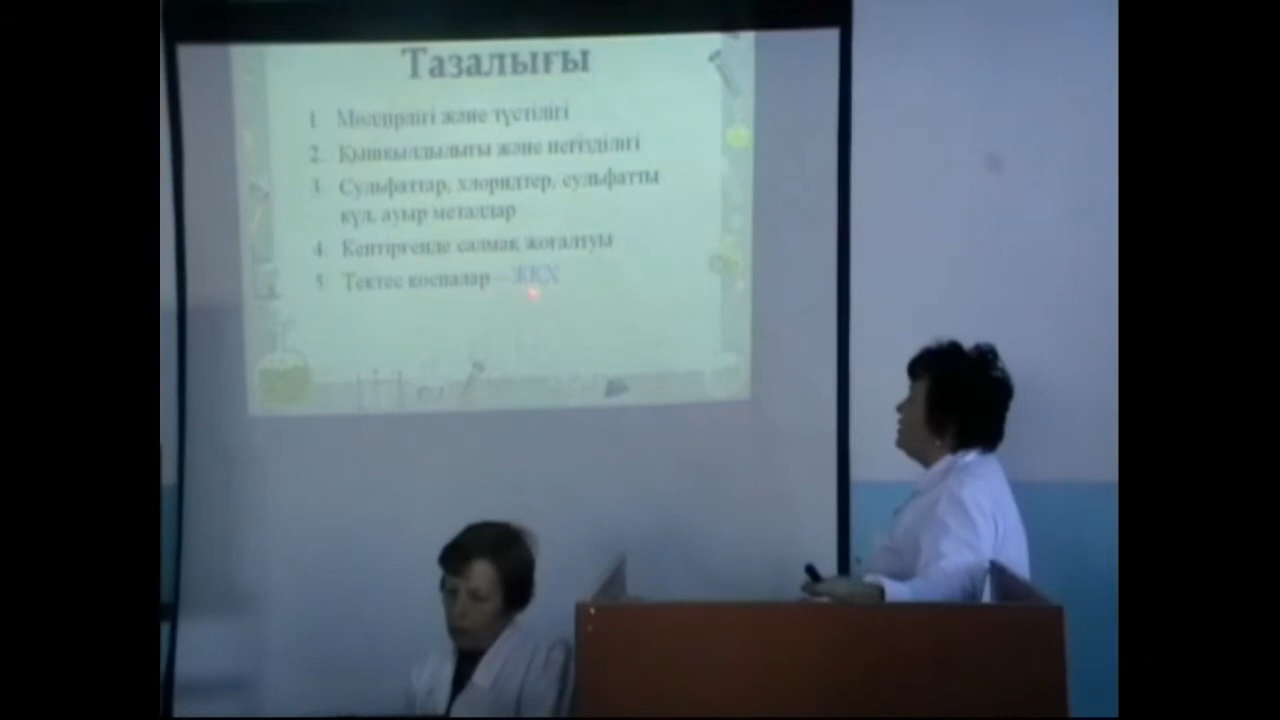 Тазалығы
1. Мөлдірлігі және түстілігі
2. Қышқылдылығы және негізділігі
3. Сульфаттар, хлоридтер, сульфатты
күл, ауыр металдар
4. Кептіргенде салмақ жоғалтуы
5. Тектес қоспалар – ЖҚХ